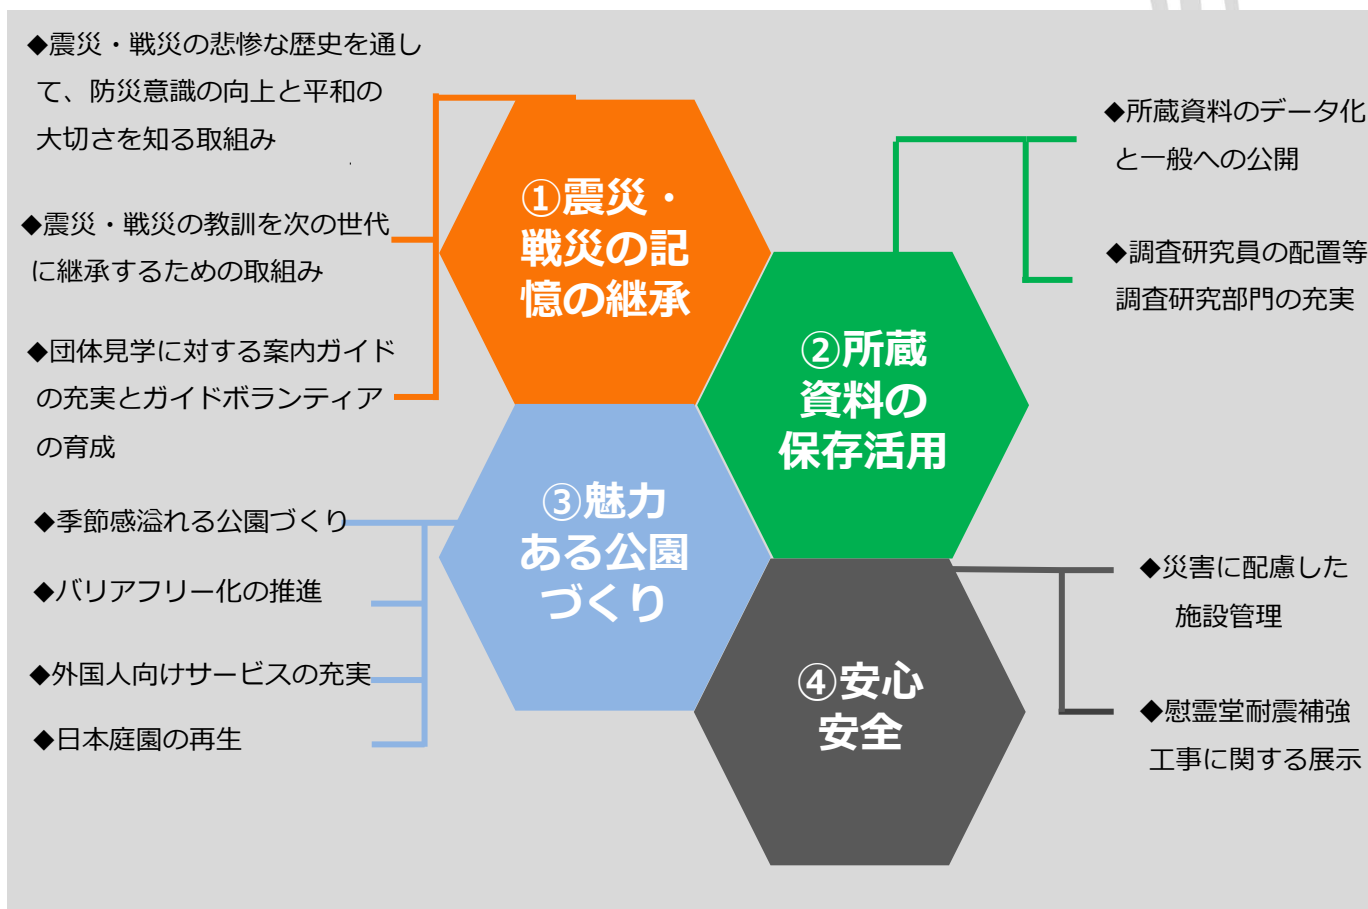 ◆震災・戦災の悲惨な歴史を通し
て、防災意識の向上と平和の
大切さを知る取組み
◆震災・戦災の教訓を次の世代
に継承するための取組み
◆団体見学に対する案内ガイド
の充実とガイドボランティア
の育成
①震災・
戦災の記
憶の継承
◆所蔵資料のデータ化
と一般への公開
◆調査研究員の配置等
調査研究部門の充実
②所蔵
資料の
保存活用
◆季節感溢れる公園づくり
◆バリアフリー化の推進
◆外国人向けサービスの充実
◆日本庭園の再生
③魅力
ある公園
づくり
◆災害に配慮した
施設管理
◆慰霊堂耐震補強
工事に関する展示
④安心
安全